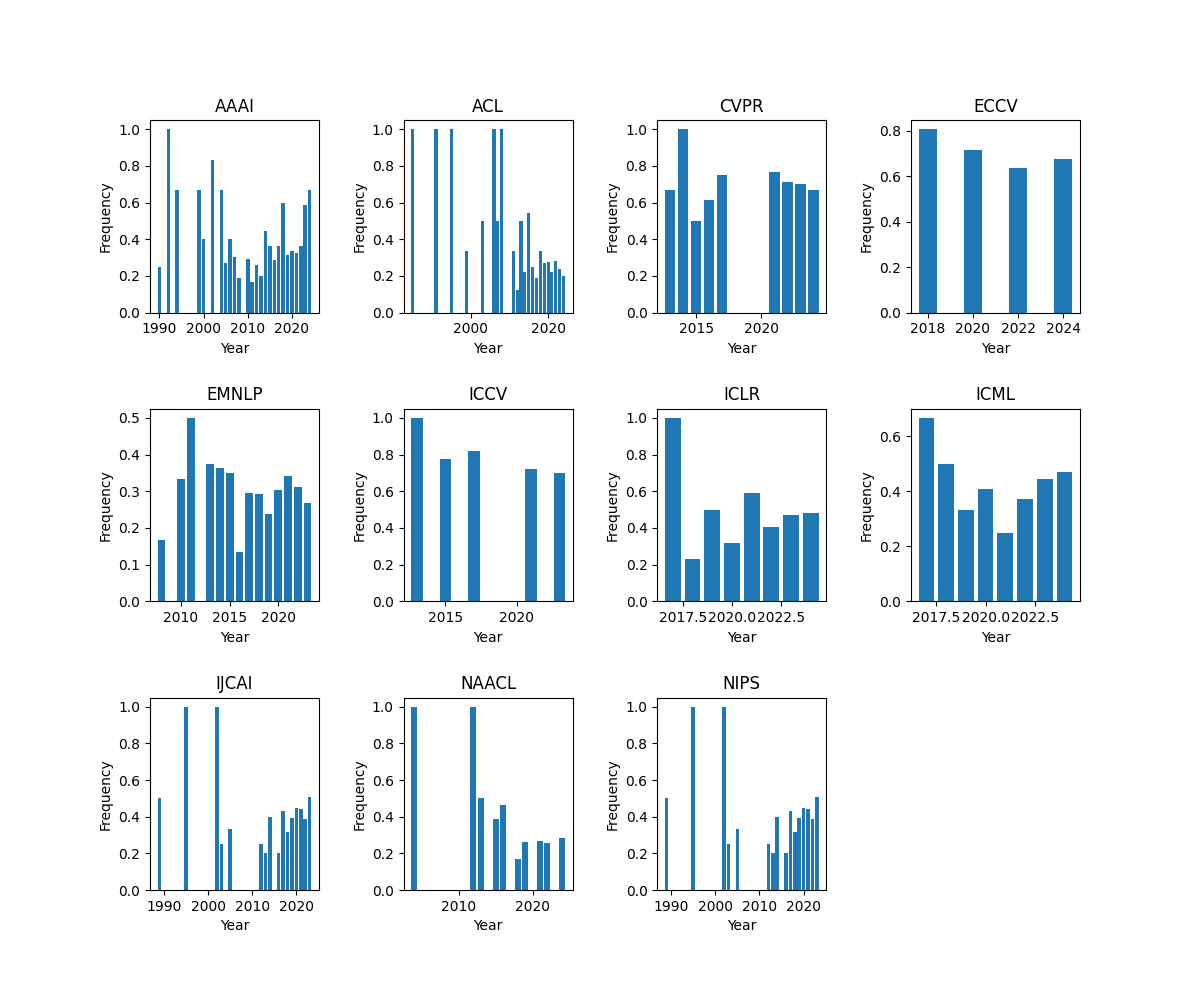 AAAI ACL CVPR ECCV
Frequency Frequency Frequency Frequency
1.0 1.0 1.0 0.8
0.8 0.8 0.8 0.6
0.6 0.6 0.6 0.4
0.4 0.4 0.4 0.2
0.2 0.2 0.2 0.0
0.0 0.0 0.0
1990 2000 2010 2020 2000 2020 2015 2020 2018 2020 2022 2024
Year Year Year Year
EMNLP ICCV ICLR ICML
Frequency Frequency Frequency Frequency
0.5 1.0 1.0 0.6
0.4 0.8 0.8 0.4
0.3 0.6 0.6 0.2
0.2 0.4 0.4 0.0
0.1 0.2 0.2
0.0 0.0 0.0
2010 2015 2020 2015 2020 2017.5 2020.0 2022.5 2017.5 2020.0 2022.5
Year Year Year Year
IJCAI NAACL NIPS
Frequency Frequency Frequency
1.0 1.0 1.0
0.8 0.8 0.8
0.6 0.6 0.6
0.4 0.4 0.4
0.2 0.2 0.2
0.0 0.0 0.0
1990 2000 2010 2020 2010 2020 1990 2000 2010 2020
Year Year Year